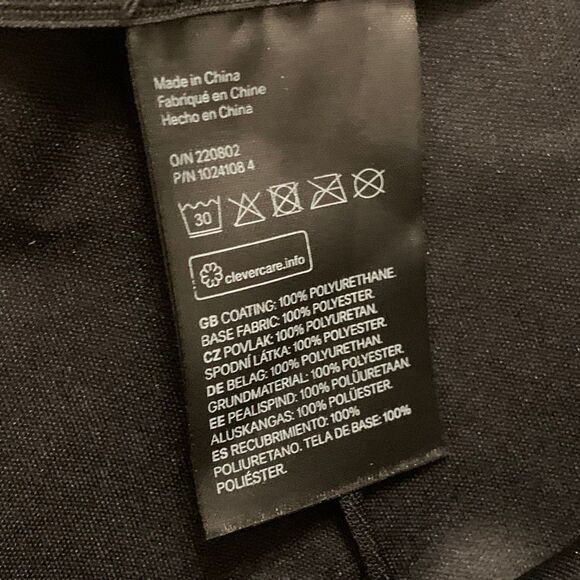 Made in China
Fabriqué en Chine
Hecho en China
O/N 220802
P/N 1024108 4
30
clevercare.info
GB COATING: 100% POLYURETHANE.
BASE FABRIC: 100% POLYESTER.
CZ POVLAK: 100% POLYURETAN.
SPODNÍ LÁTKA: 100% POLYESTER.
DE BELAG: 100% POLYURETHAN.
GRUNDMATERIAL: 100% POLYESTER.
EE PEALISPIND: 100% POLÜURETAAN.
ALUSKANGAS: 100% POLÜESTER.
ES RECUBRIMIENTO: 100%
POLIURETANO. TELA DE BASE: 100%
POLIÉSTER.